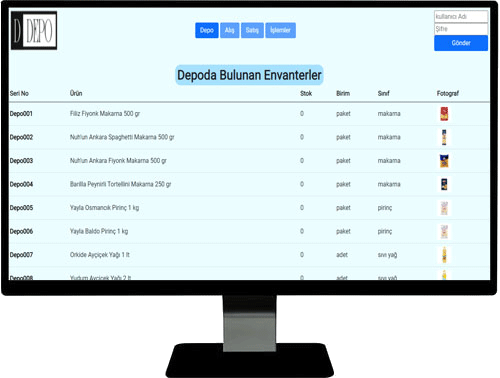 D DEPO
Depo Alış Satış İşlemler
kullanıcı Adı
Şifre
Gönder
Depoda Bulunan Envanterler
Seri No Ürün Stok Birim Sınıf Fotograf
Depo001 Filiz Fiyonk Makarna 500 gr 0 paket makarna
Depo002 Nuh'un Ankara Spaghetti Makarna 500 gr 0 paket makarna
Depo003 Nuh'un Ankara Fiyonk Makarna 500 gr 0 paket makarna
Depo004 Barilla Peynirli Tortellini Makarna 250 gr 0 paket makarna
Depo005 Yayla Osmancık Pirinç 1 kg 0 paket pirinç
Depo006 Yayla Baldo Pirinç 1 kg 0 paket pirinç
Depo007 Orkide Ayçiçek Yağı 1 lt 0 adet sıvı yağ
Depo008 Yudum Ayçiçek Yağı 2 lt 0 adet sıvı yağ